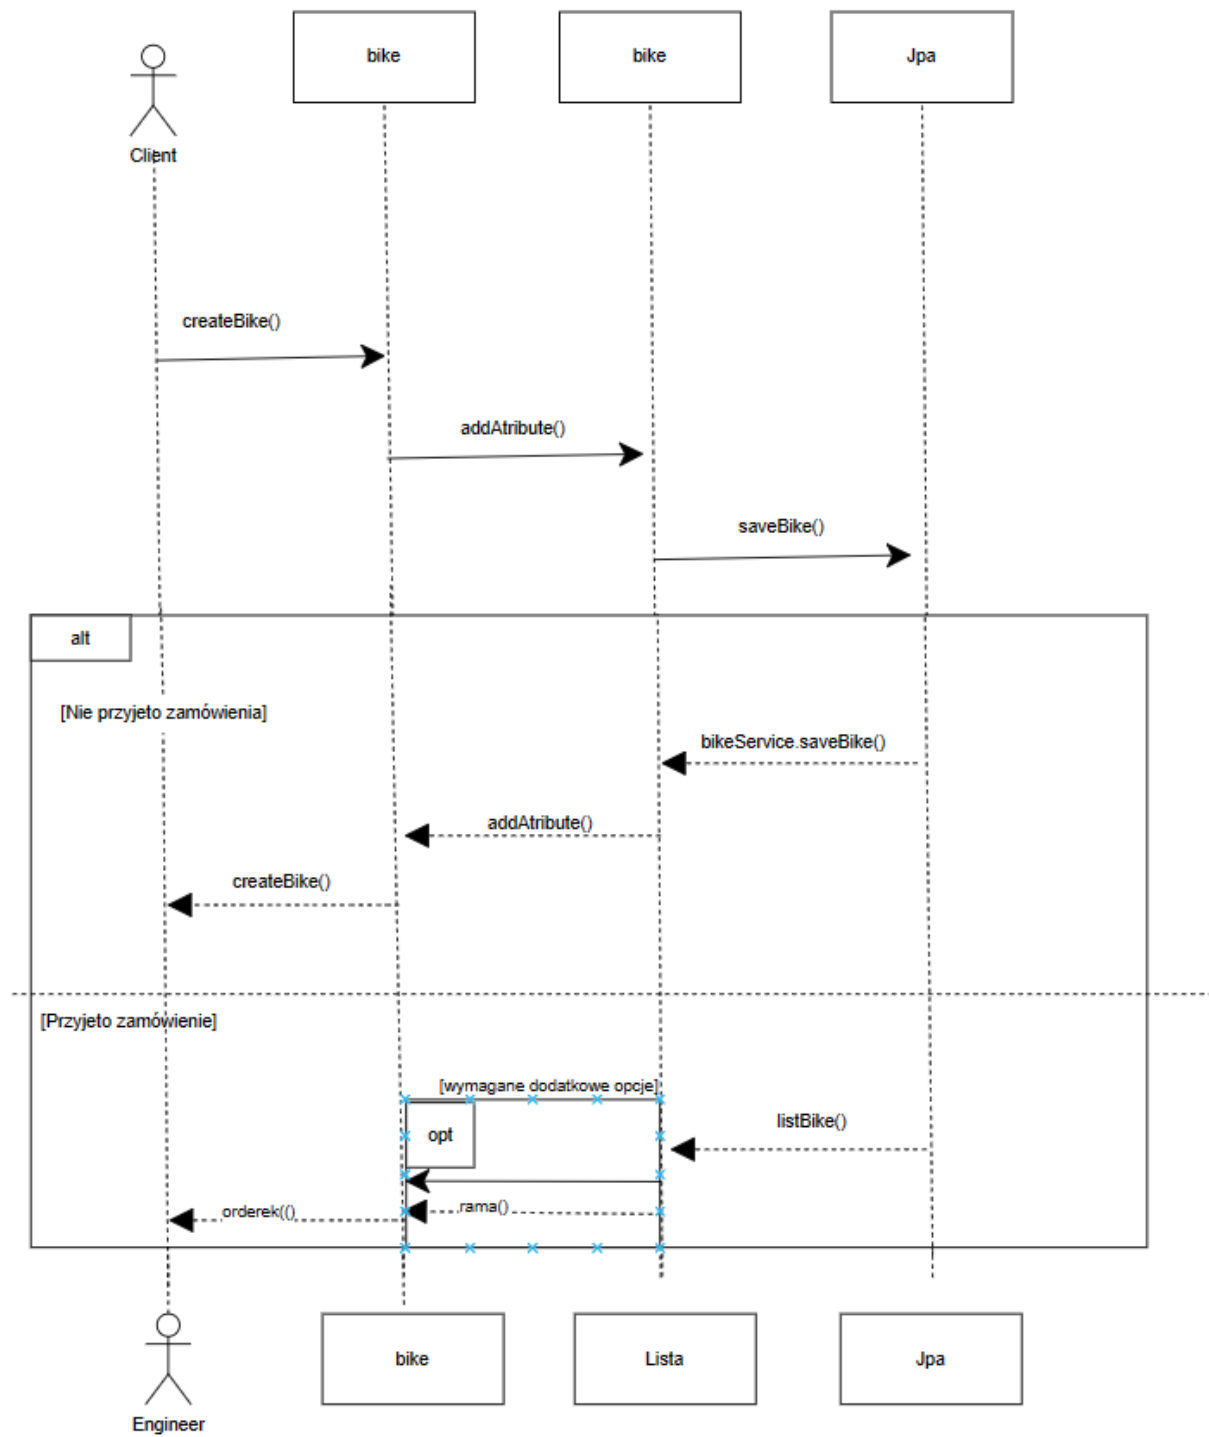 bike
bike
Jpa
Client
createBike()
addAtribute()
saveBike()
alt
[Nie przyjeto zamówienia]
bikeService.saveBike()
addAtribute()
createBike()
[Przyjeto zamówienie]
[wymagane dodatkowe opcje]
listBike()
opt
rama()
orderek(()
bike
Lista
Jpa
Engineer